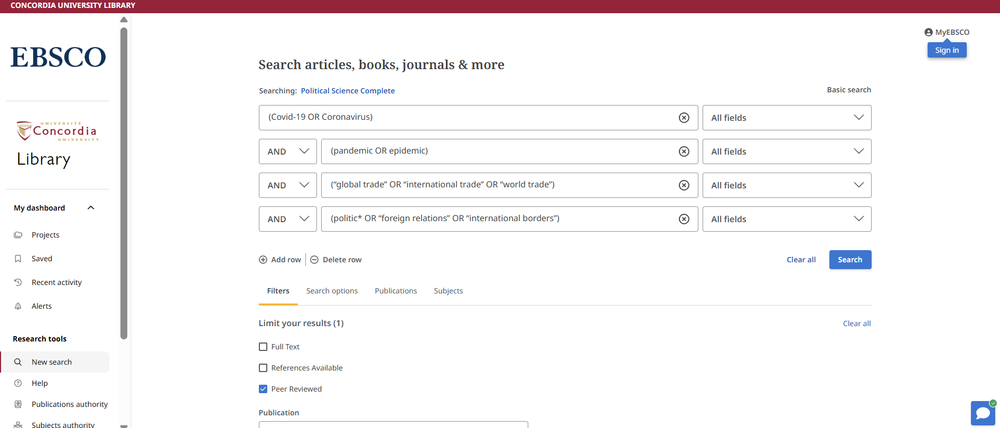 CONCORDIA UNIVERSITY LIBRARY
EBSCO
UNIVERSITÉ
Concordia
UNIVERSITY
Library
My dashboard
Projects
Saved
Recent activity
Alerts
Research tools
New search
Help
Publications authority
Subjects authority
MyEBSCO
Sign in
Search articles, books, journals & more
Searching: Political Science Complete
Basic search
(Covid-19 OR Coronavirus)
All fields
AND
(pandemic OR epidemic)
All fields
AND
(“global trade” OR “international trade” OR “world trade”)
All fields
AND
(politic* OR “foreign relations” OR “international borders”)
All fields
Add row
Delete row
Clear all
Search
Filters
Search options
Publications
Subjects
Limit your results (1)
Clear all
Full Text
References Available
Peer Reviewed
Publication